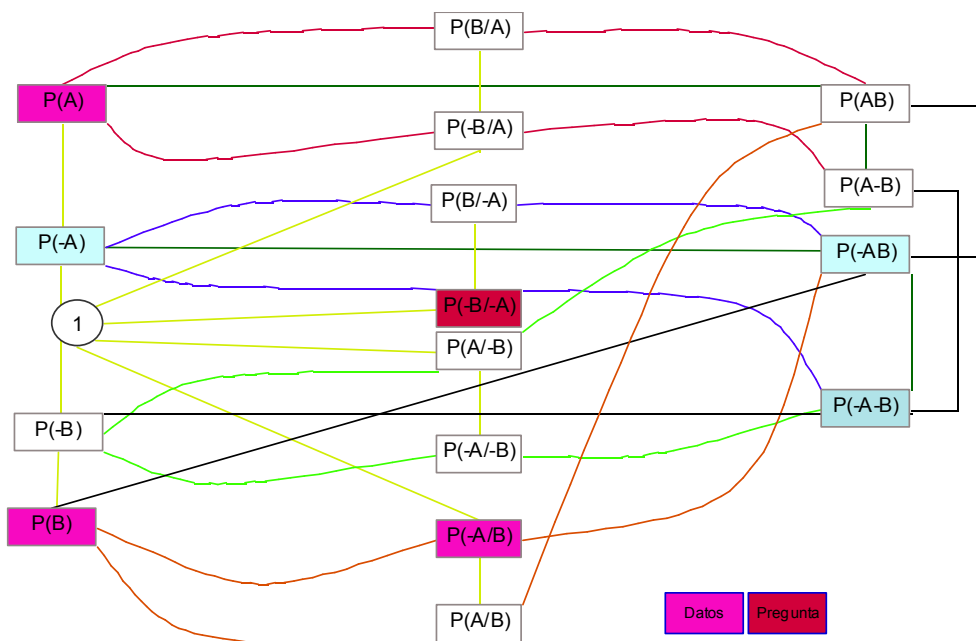 P(B/A)
P(A)
P(AB)
P(-B/A)
P(A-B)
P(B/-A)
P(-A)
P(-AB)
P(-B/-A)
1
P(A/-B)
P(-A-B)
P(-B)
P(-A/-B)
P(B)
P(-A/B)
P(A/B)
Datos
Pregunta